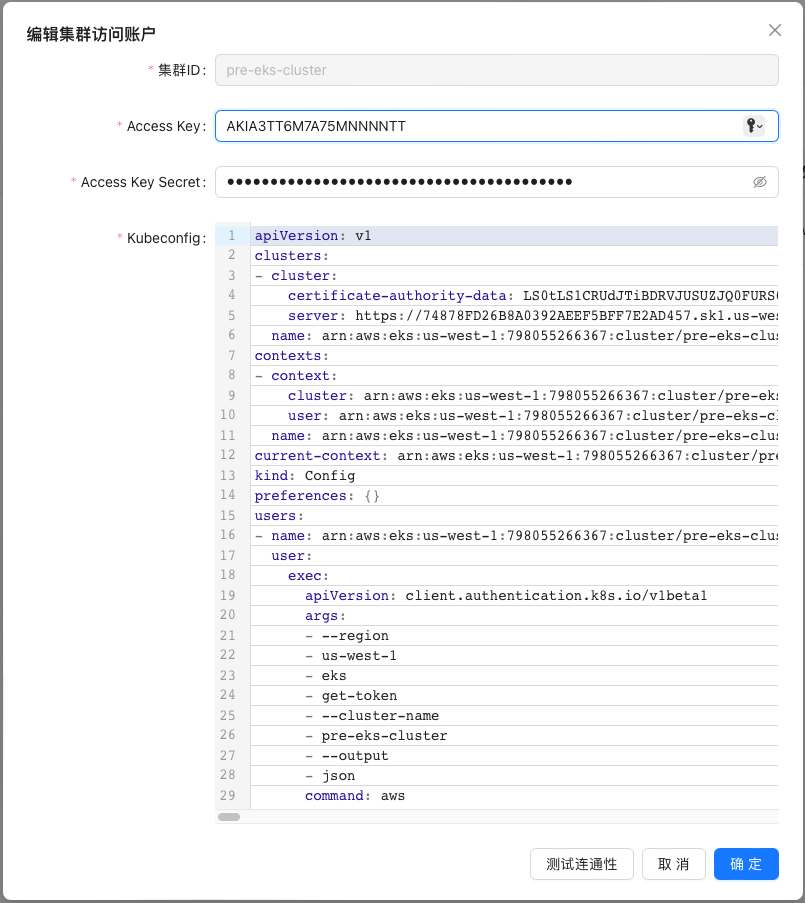 编辑集群访问账户
* 集群ID: pre-eks-cluster
* Access Key: AKIA3TT6M7A75MNNNNTT
* Access Key Secret: ••••••••••••••••••••••••••••••••••••••••
* Kubeconfig:
1 apiVersion: v1
2 clusters:
3 - cluster:
4 certificate-authority-data: LS0tLS1CRUdJTiBDRVJUSUZJQ0FURS
5 server: https://74878FD26B8A0392AEEF5BFF7E2AD457.sk1.us-wes
6 name: arn:aws:eks:us-west-1:798055266367:cluster/pre-eks-clus
7 contexts:
8 - context:
9 cluster: arn:aws:eks:us-west-1:798055266367:cluster/pre-eks
10 user: arn:aws:eks:us-west-1:798055266367:cluster/pre-eks-cl
11 name: arn:aws:eks:us-west-1:798055266367:cluster/pre-eks-clus
12 current-context: arn:aws:eks:us-west-1:798055266367:cluster/pre
13 kind: Config
14 preferences: {}
15 users:
16 - name: arn:aws:eks:us-west-1:798055266367:cluster/pre-eks-clus
17 user:
18 exec:
19 apiVersion: client.authentication.k8s.io/v1beta1
20 args:
21 - --region
22 - us-west-1
23 - eks
24 - get-token
25 - --cluster-name
26 - pre-eks-cluster
27 - --output
28 - json
29 command: aws
测试连通性 取 消 确 定